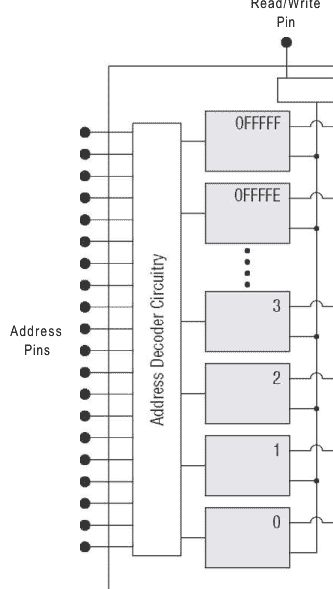 Read/Write
Pin
0FFFFF
0FFFFE
Address Decoder Circuitry
3
Address
Pins
2
1
0